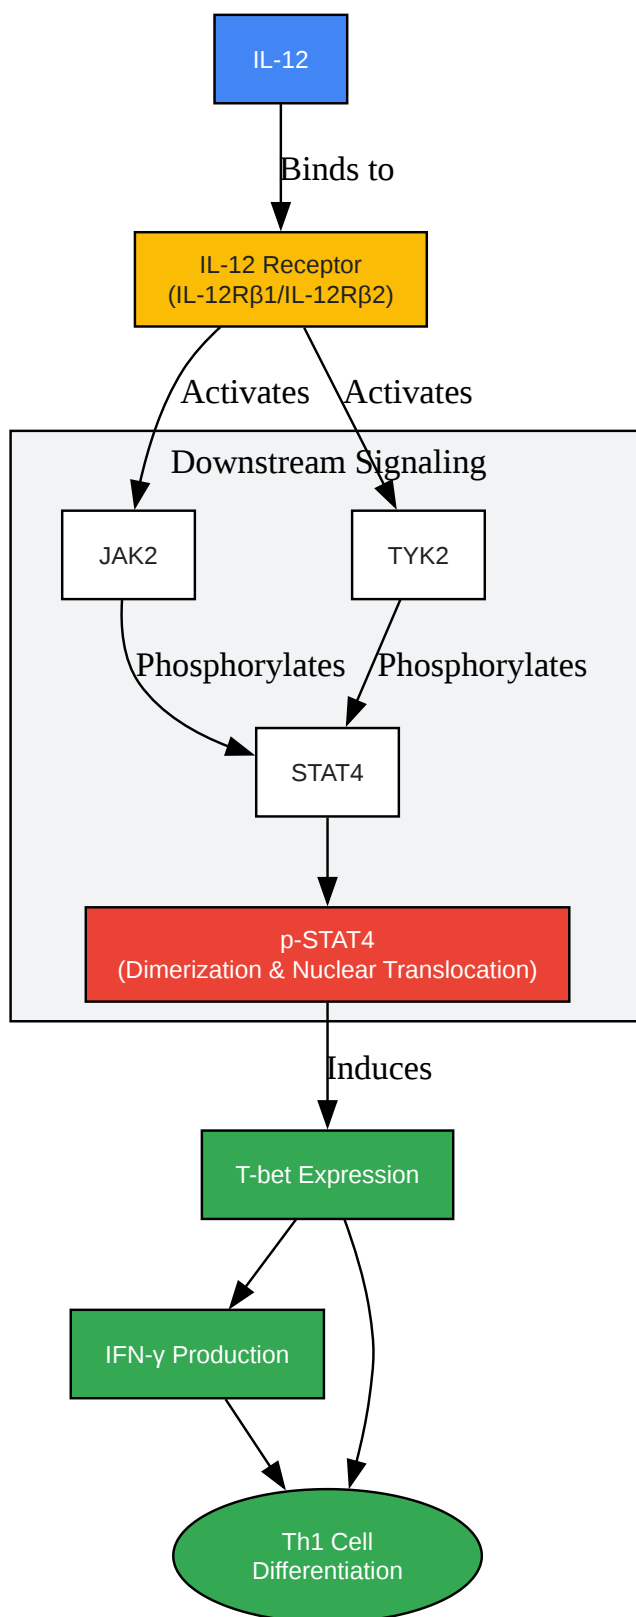 IL-12
Binds to
IL-12 Receptor
(IL-12Rβ1/IL-12Rβ2)
Activates
Activates
Downstream Signaling
JAK2
TYK2
Phosphorylates
Phosphorylates
STAT4
p-STAT4
(Dimerization & Nuclear Translocation)
Induces
T-bet Expression
IFN-γ Production
Th1 Cell
Differentiation